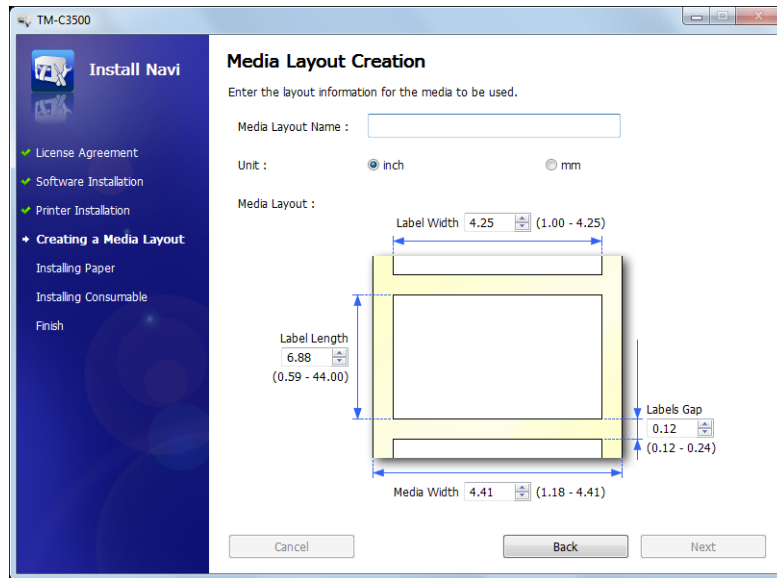 TM-C3500
Install Navi
License Agreement
Software Installation
Printer Installation
Creating a Media Layout
Installing Paper
Installing Consumable
Finish
Media Layout Creation
Enter the layout information for the media to be used.
Media Layout Name :
Unit : inch mm
Media Layout :
Label Width 4.25 (1.00 - 4.25)
Label Length
6.88
(0.59 - 44.00)
Labels Gap
0.12
(0.12 - 0.24)
Media Width 4.41 (1.18 - 4.41)
Cancel Back Next